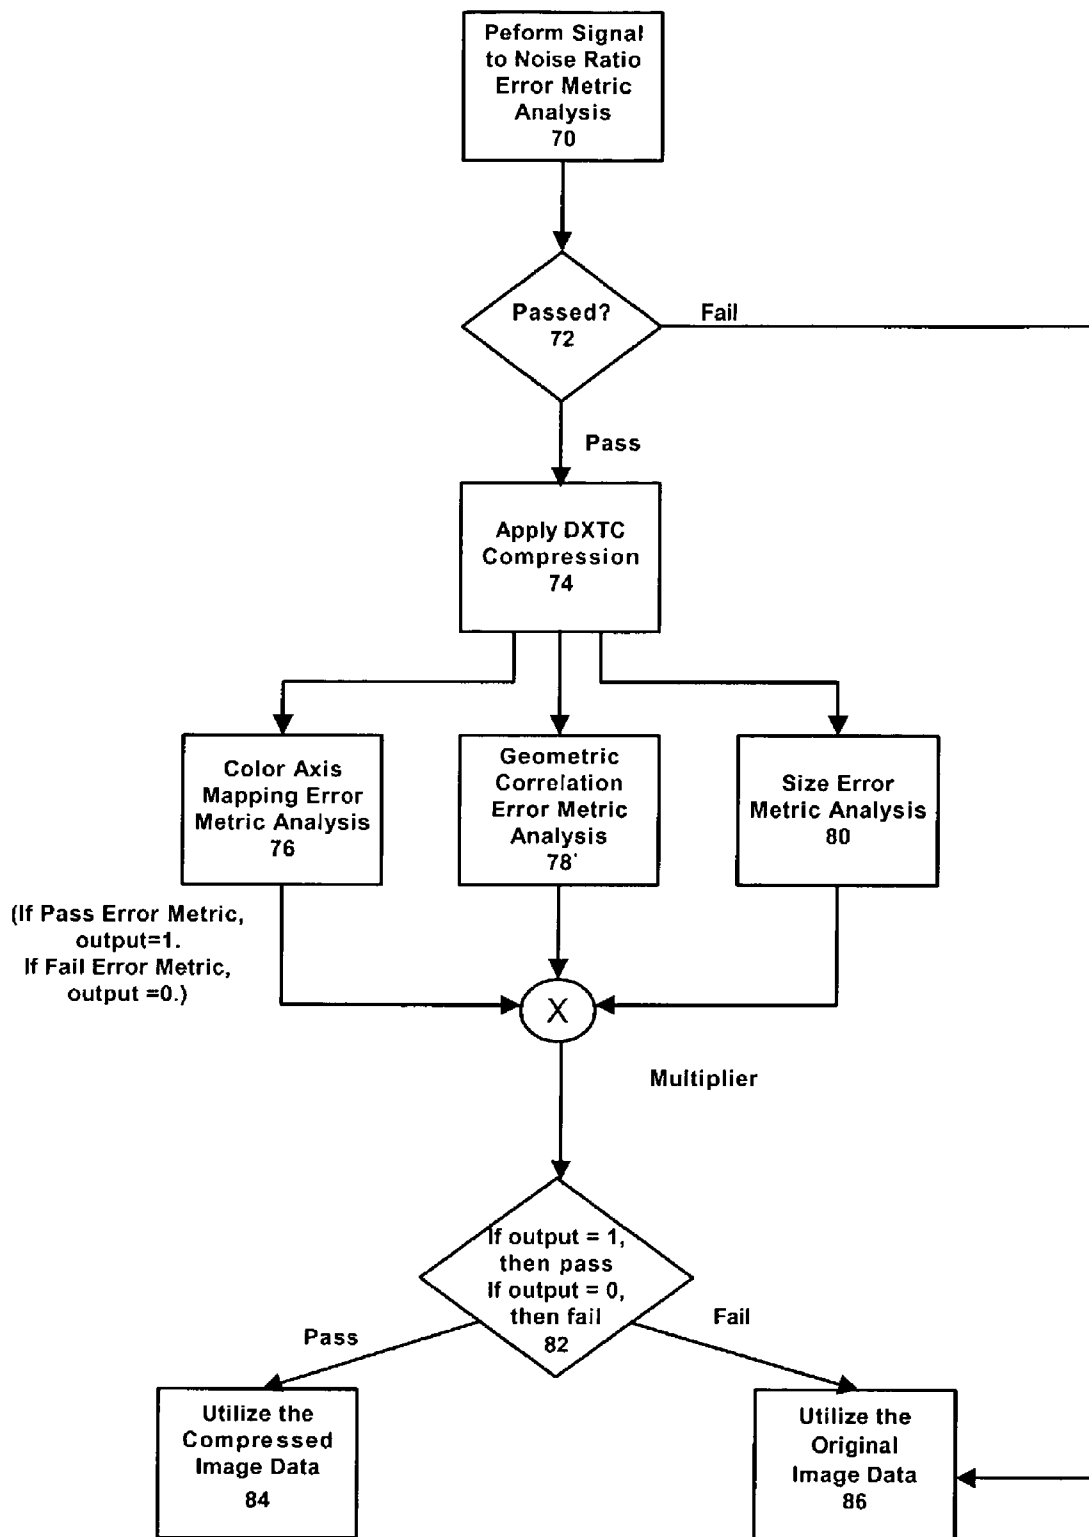 Peform Signal
to Noise Ratio
Error Metric
Analysis
70
Passed?
72
Fail
Pass
Apply DXTC
Compression
74
Color Axis
Mapping Error
Metric Analysis
76
Geometric
Correlation
Error Metric
Analysis
78
Size Error
Metric Analysis
80
(If Pass Error Metric,
output=1.
If Fail Error Metric,
output =0.)
X
Multiplier
If output = 1,
then pass
If output = 0,
then fail
82
Pass
Fail
Utilize the
Compressed
Image Data
84
Utilize the
Original
Image Data
86